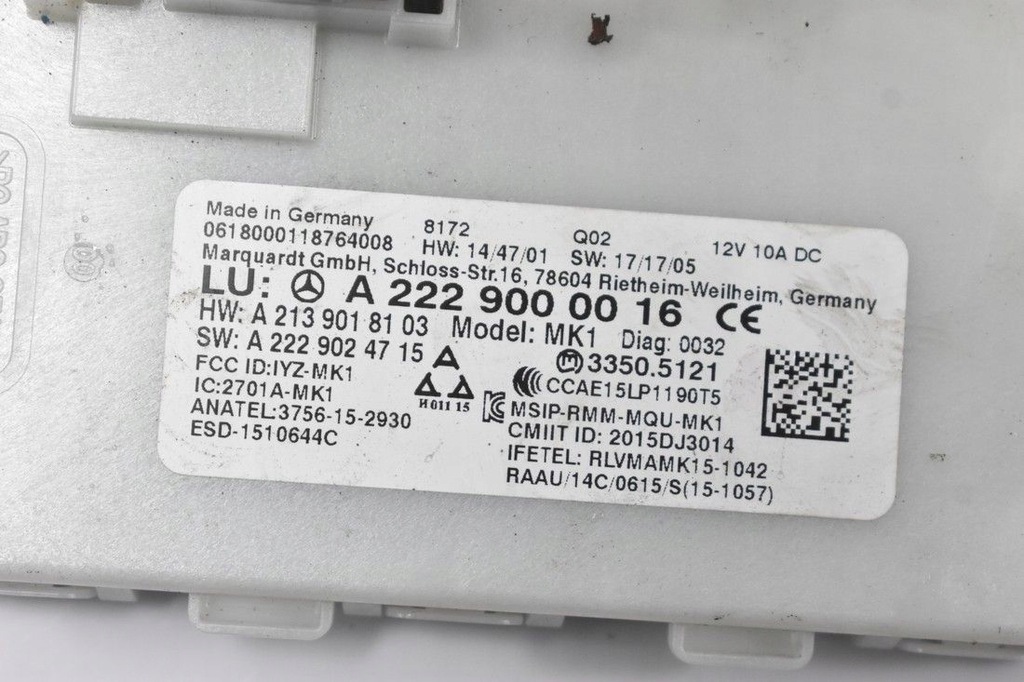 Made in Germany 8172 Q02 12V 10A DC
0618000118764008 HW: 14/47/01 SW: 17/17/05
Marquardt GmbH, Schloss-Str.16, 78604 Rietheim-Weilheim, Germany
LU: A 222 900 00 16 CE
HW: A 213 901 81 03 Model: MK1 Diag: 0032
SW: A 222 902 47 15 3350.5121
FCC ID:IYZ-MK1 CCAE15LP1190T5
IC:2701A-MK1 H 011 15 MSIP-RMM-MQU-MK1
ANATEL:3756-15-2930 CMIIT ID: 2015DJ3014
ESD-1510644C IFETEL: RLVMAMK15-1042
RAAU/14C/0615/S(15-1057)